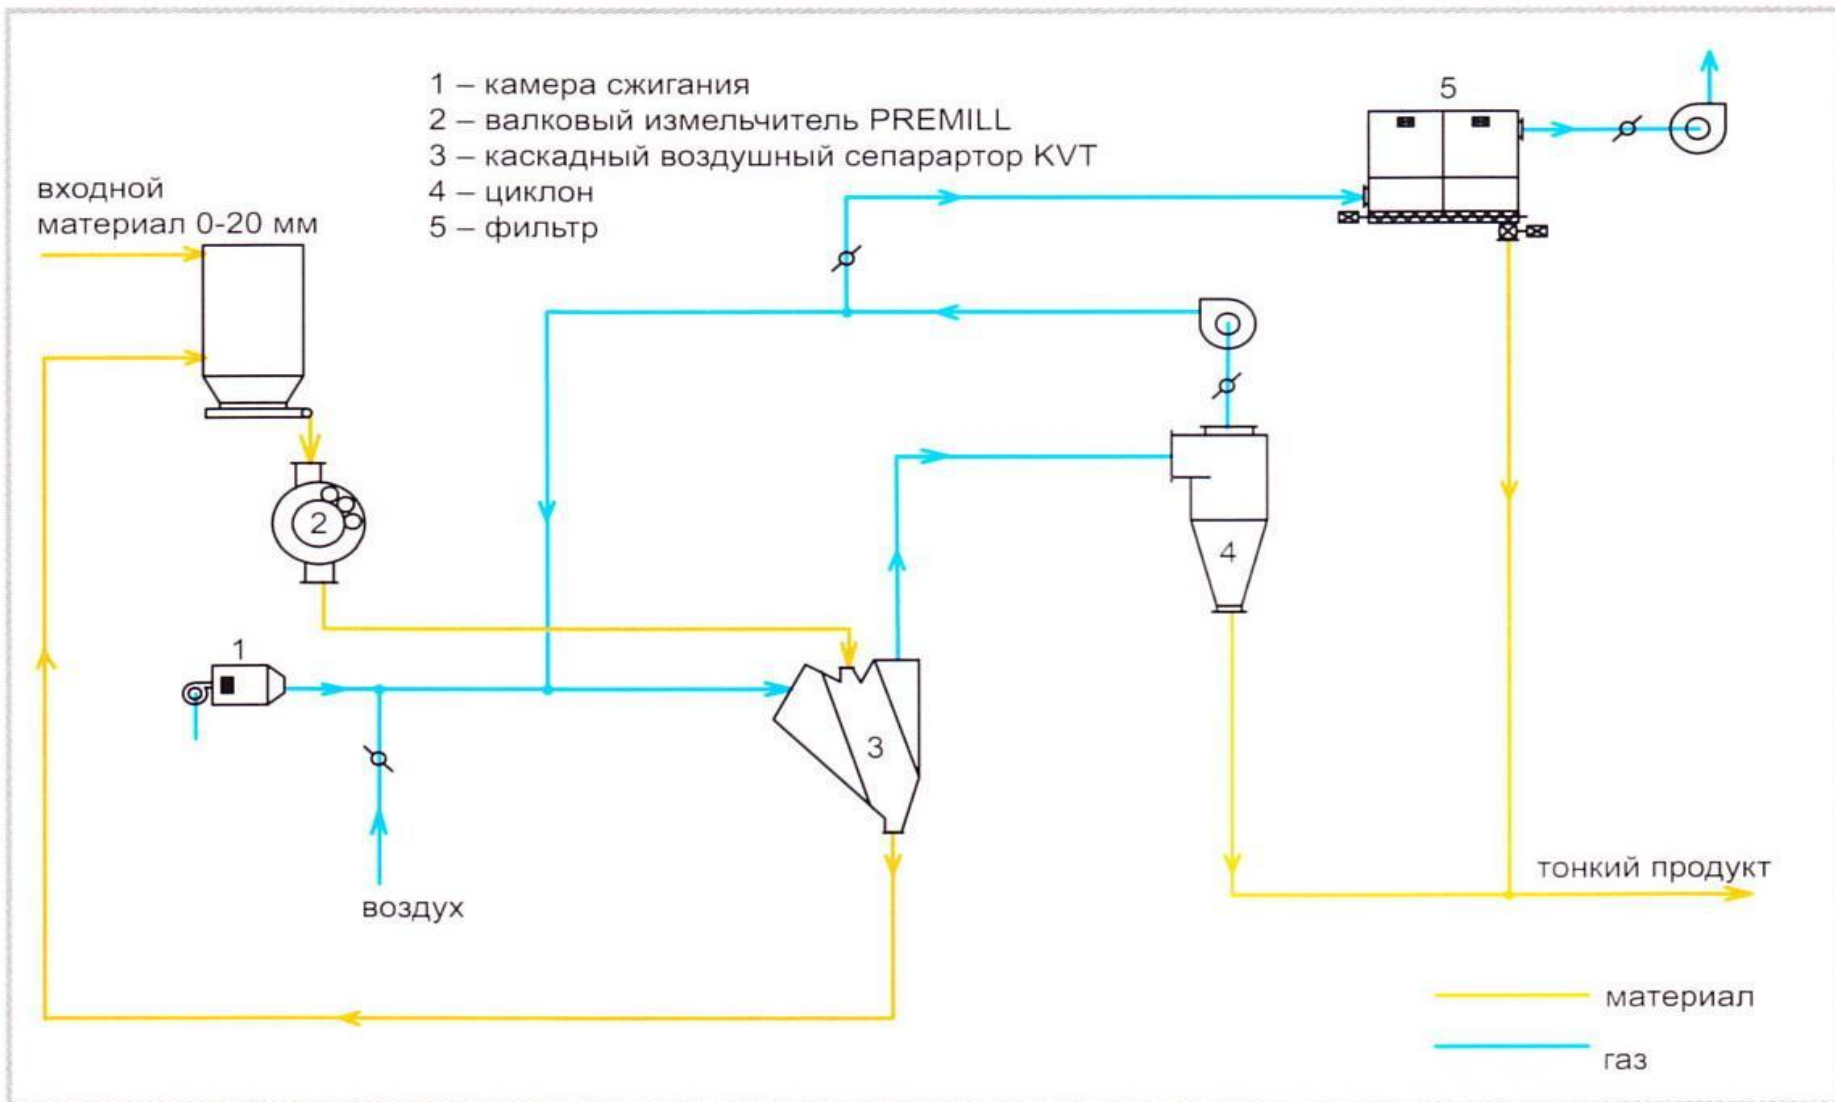 1 – камера сжигания
2 – валковый измельчитель PREMILL
3 – каскадный воздушный сепарартор KVT
4 – циклон
5 – фильтр
входной
материал 0-20 мм
5
2
4
1
3
воздух
тонкий продукт
материал
газ